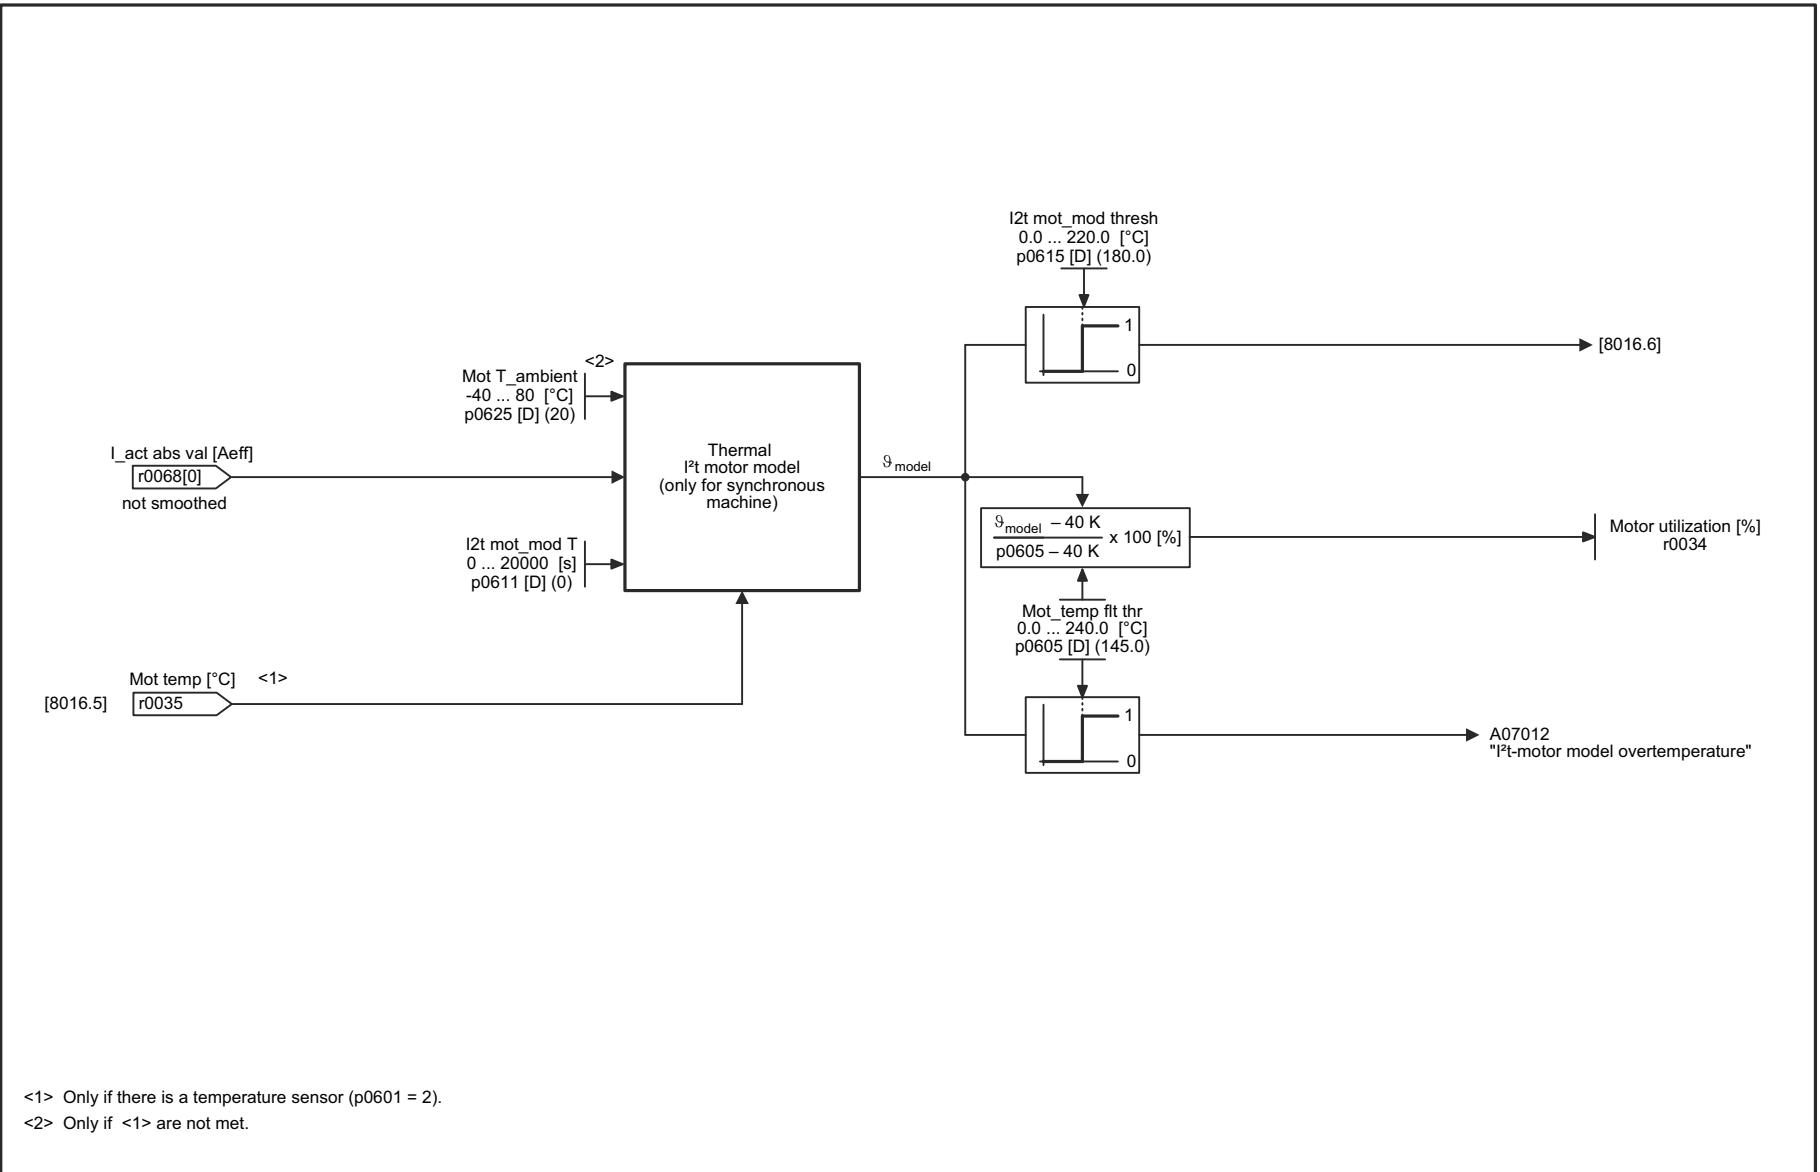 I2t mot_mod thresh
0.0 ... 220.0 [°C]
p0615 [D] (180.0)
1
0
[8016.6]
<2>
Mot T_ambient
-40 ... 80 [°C]
p0625 [D] (20)
I_act abs val [Aeff]
r0068[0]
not smoothed
Thermal
I²t motor model
(only for synchronous
machine)
ϑmodel
I2t mot_mod T
0 ... 20000 [s]
p0611 [D] (0)
ϑmodel – 40 K
p0605 – 40 K
x 100 [%]
Motor utilization [%]
r0034
Mot_temp flt thr
0.0 ... 240.0 [°C]
p0605 [D] (145.0)
Mot temp [°C] <1>
[8016.5] r0035
1
0
A07012
"I²t-motor model overtemperature"
<1> Only if there is a temperature sensor (p0601 = 2).
<2> Only if <1> are not met.